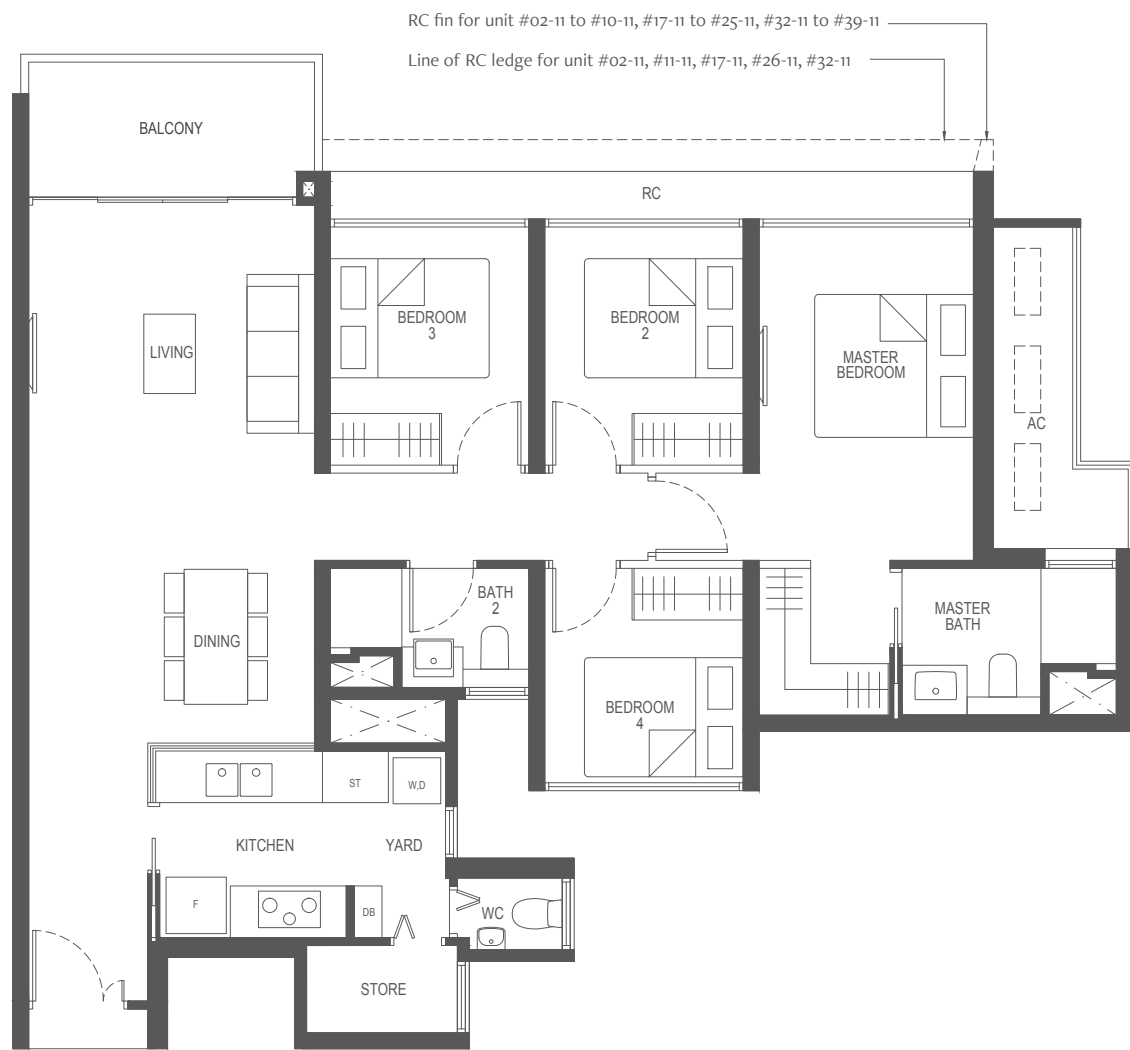 RC fin for unit #02-11 to #10-11, #17-11 to #25-11, #32-11 to #39-11
Line of RC ledge for unit #02-11, #11-11, #17-11, #26-11, #32-11
BALCONY
RC
LIVING
BEDROOM
3
BEDROOM
2
MASTER
BEDROOM
AC
DINING
BATH
2
MASTER
BATH
BEDROOM
4
ST
W,D
KITCHEN
YARD
F
DB
WC
STORE